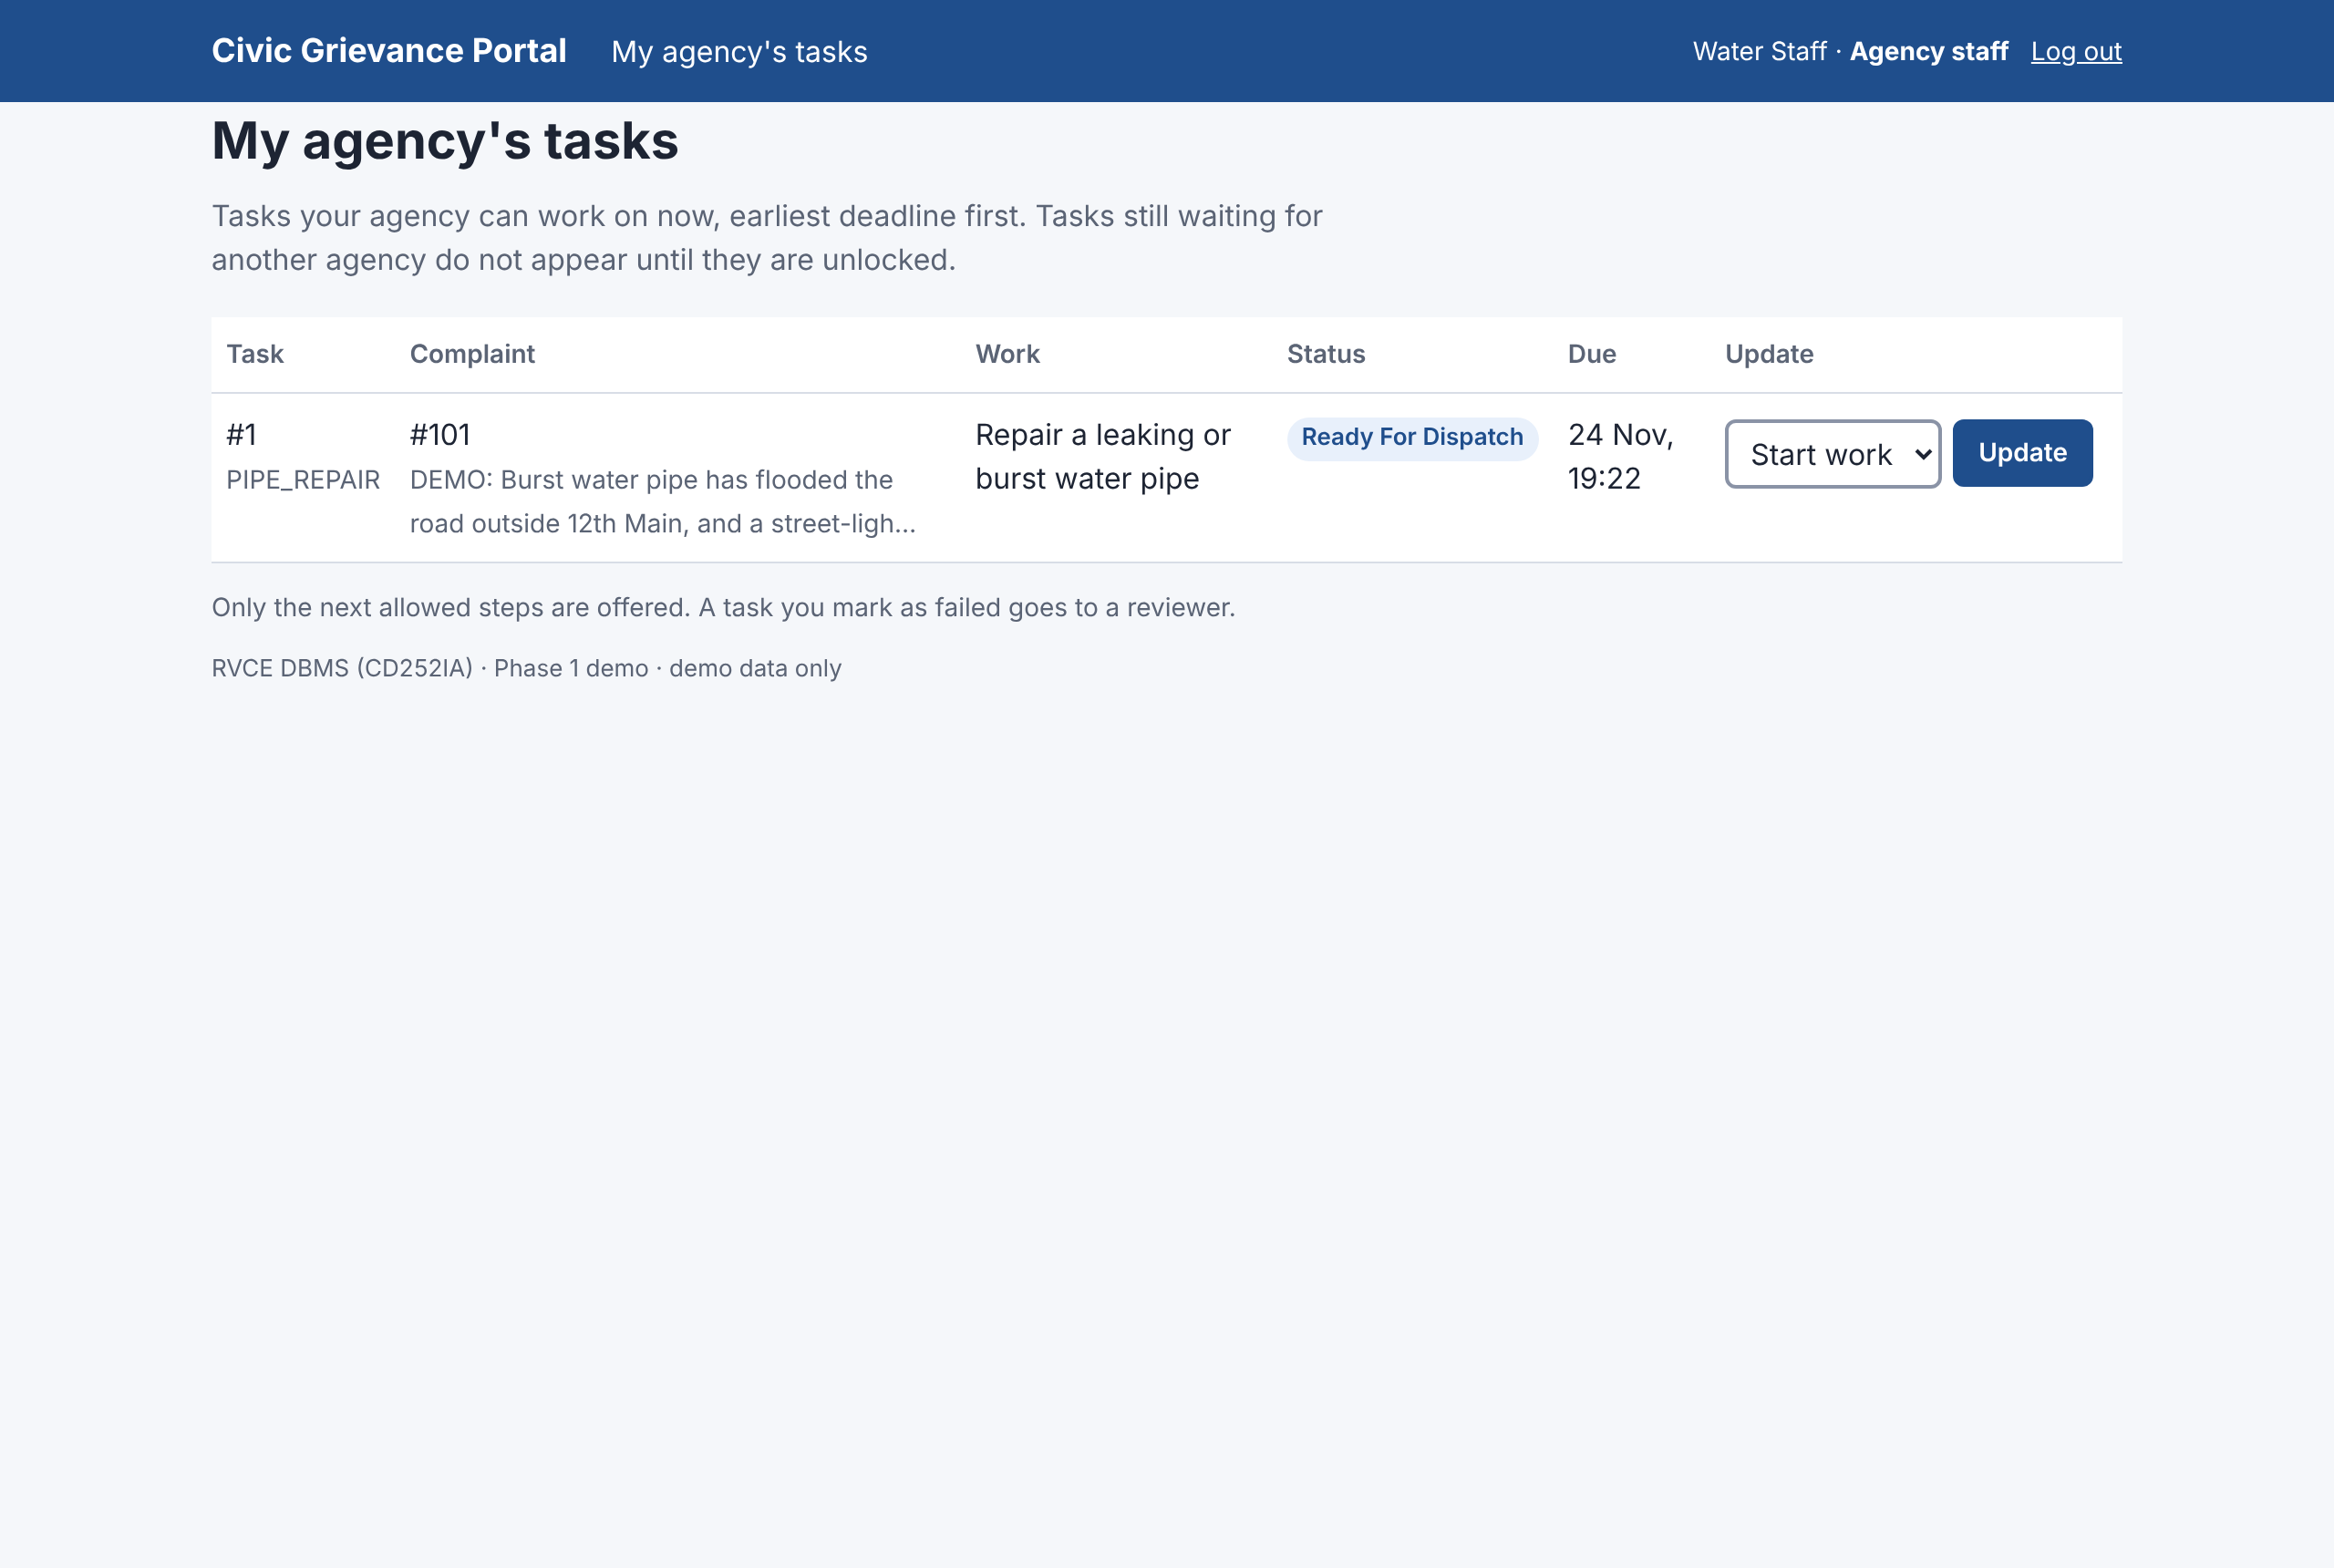 Civic Grievance Portal My agency's tasks Water Staff · Agency staff Log out
My agency's tasks
Tasks your agency can work on now, earliest deadline first. Tasks still waiting for
another agency do not appear until they are unlocked.
Task Complaint Work Status Due Update
#1 #101 Repair a leaking or Ready For Dispatch 24 Nov, Start work Update
PIPE_REPAIR DEMO: Burst water pipe has flooded the burst water pipe 19:22
road outside 12th Main, and a street-ligh...
Only the next allowed steps are offered. A task you mark as failed goes to a reviewer.
RVCE DBMS (CD252IA) · Phase 1 demo · demo data only